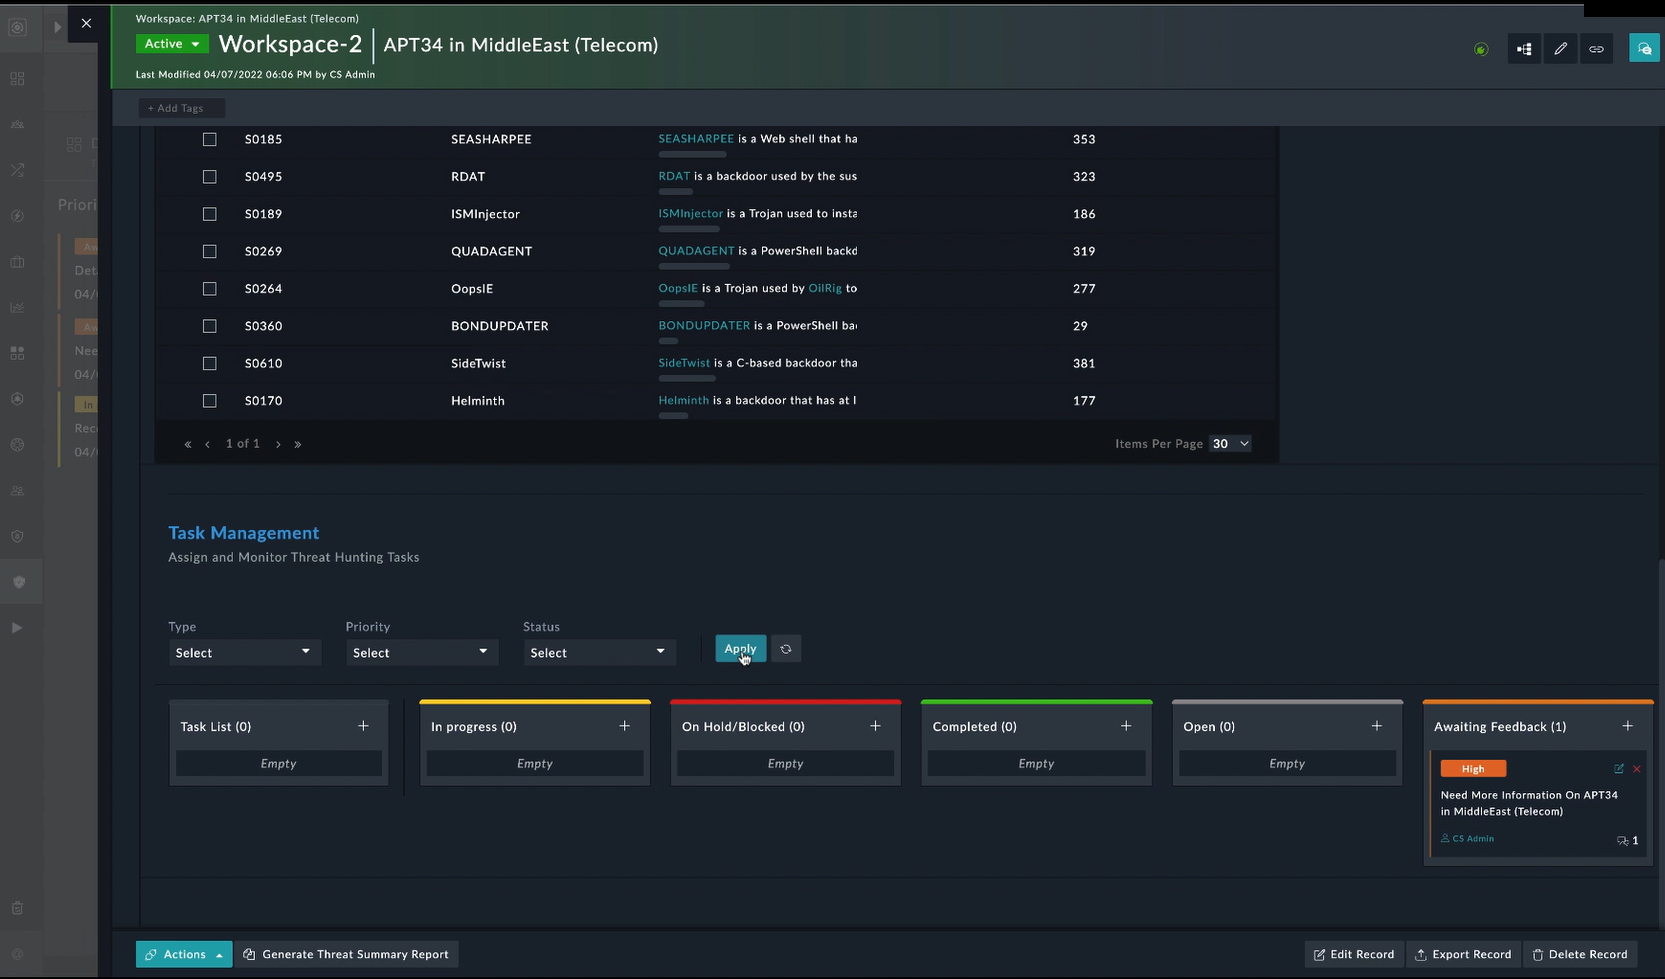 Workspace: APT34 in MiddleEast (Telecom)
Active
Workspace-2 | APT34 in MiddleEast (Telecom)
Last Modified 04/07/2022 06:06 PM by CS Admin
+ Add Tags
S0185 SEASHARPEE SEASHARPEE is a Web shell that ha 353
S0495 RDAT RDAT is a backdoor used by the sus 323
S0189 ISMInjector ISMInjector is a Trojan used to insta 186
S0269 QUADAGENT QUADAGENT is a PowerShell backd 319
S0264 OopsIE OopsIE is a Trojan used by OilRig to 277
S0360 BONDUPDATER BONDUPDATER is a PowerShell ba 29
S0610 SideTwist SideTwist is a C-based backdoor tha 381
S0170 Helminth Helminth is a backdoor that has at l 177
« ‹ 1 of 1 › » Items Per Page 30
Priori
Aw
Det
04/
Aw
Nee
04/
In
Rec
04/
Task Management
Assign and Monitor Threat Hunting Tasks
Type Priority Status
Select Select Select Apply
Task List (0) + In progress (0) + On Hold/Blocked (0) + Completed (0) + Open (0) + Awaiting Feedback (1) +
Empty Empty Empty Empty Empty
High
Need More Information On APT34
in MiddleEast (Telecom)
CS Admin 1
Actions Generate Threat Summary Report Edit Record Export Record Delete Record